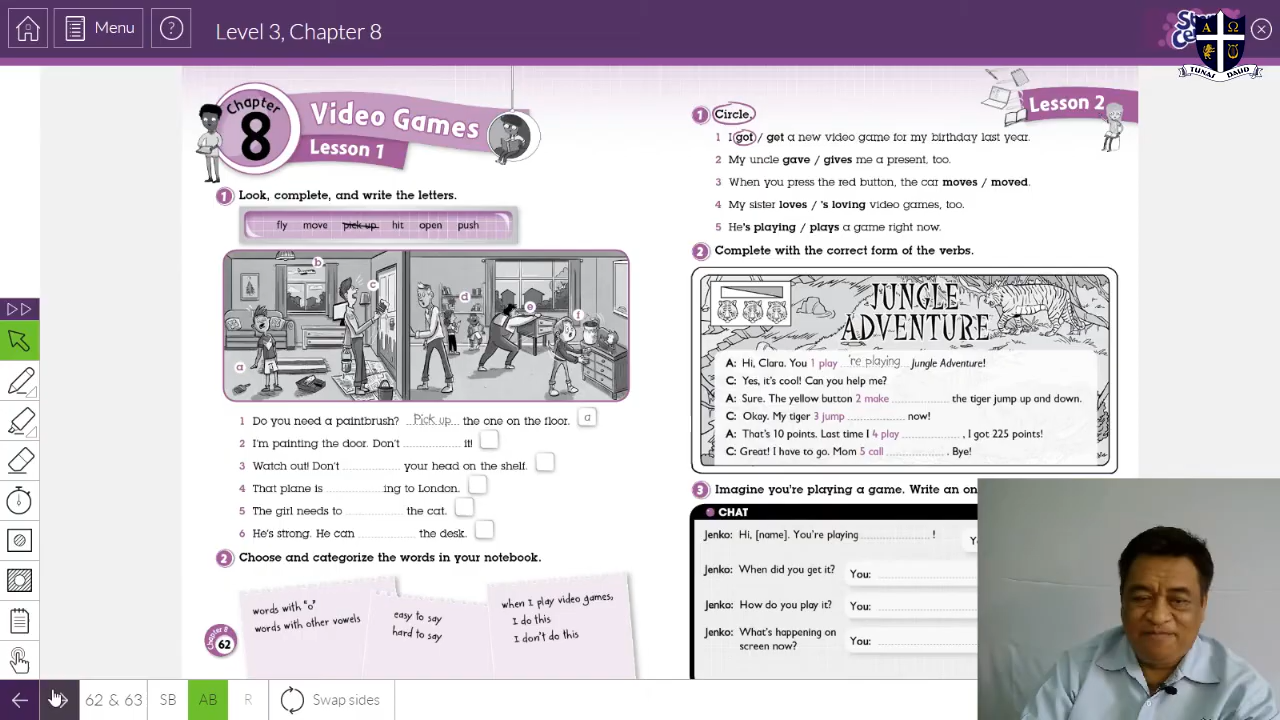 Menu
?
Level 3, Chapter 8
Α Ω
TUNAS DAUD
Chapter 8
Video Games
Lesson 1
1 Look, complete, and write the letters.
fly move pick up hit open push
a
b
c
d
e
f
1 Do you need a paintbrush? Pick up the one on the floor. a
2 I'm painting the door. Don't .......... it!
3 Watch out! Don't .......... your head on the shelf.
4 That plane is .......... ing to London.
5 The girl needs to .......... the cat.
6 He's strong. He can .......... the desk.
2 Choose and categorize the words in your notebook.
words with "o"
words with other vowels
easy to say
hard to say
when I play video games,
I do this
I don't do this
Chapter 8
62
Lesson 2
1 Circle.
1 I got / get a new video game for my birthday last year.
2 My uncle gave / gives me a present, too.
3 When you press the red button, the car moves / moved.
4 My sister loves / 's loving video games, too.
5 He's playing / plays a game right now.
2 Complete with the correct form of the verbs.
JUNGLE
ADVENTURE
A: Hi, Clara. You 1 play 're playing Jungle Adventure!
C: Yes, it's cool! Can you help me?
A: Sure. The yellow button 2 make .......... the tiger jump up and down.
C: Okay. My tiger 3 jump .......... now!
A: That's 10 points. Last time I 4 play .......... , I got 225 points!
C: Great! I have to go. Mom 5 call .......... . Bye!
3 Imagine you're playing a game. Write an on
CHAT
Jenko: Hi, [name]. You're playing .......... !
Jenko: When did you get it?
You: ..........
Jenko: How do you play it?
You: ..........
Jenko: What's happening on
screen now?
You: ..........
62 & 63 SB AB R Swap sides